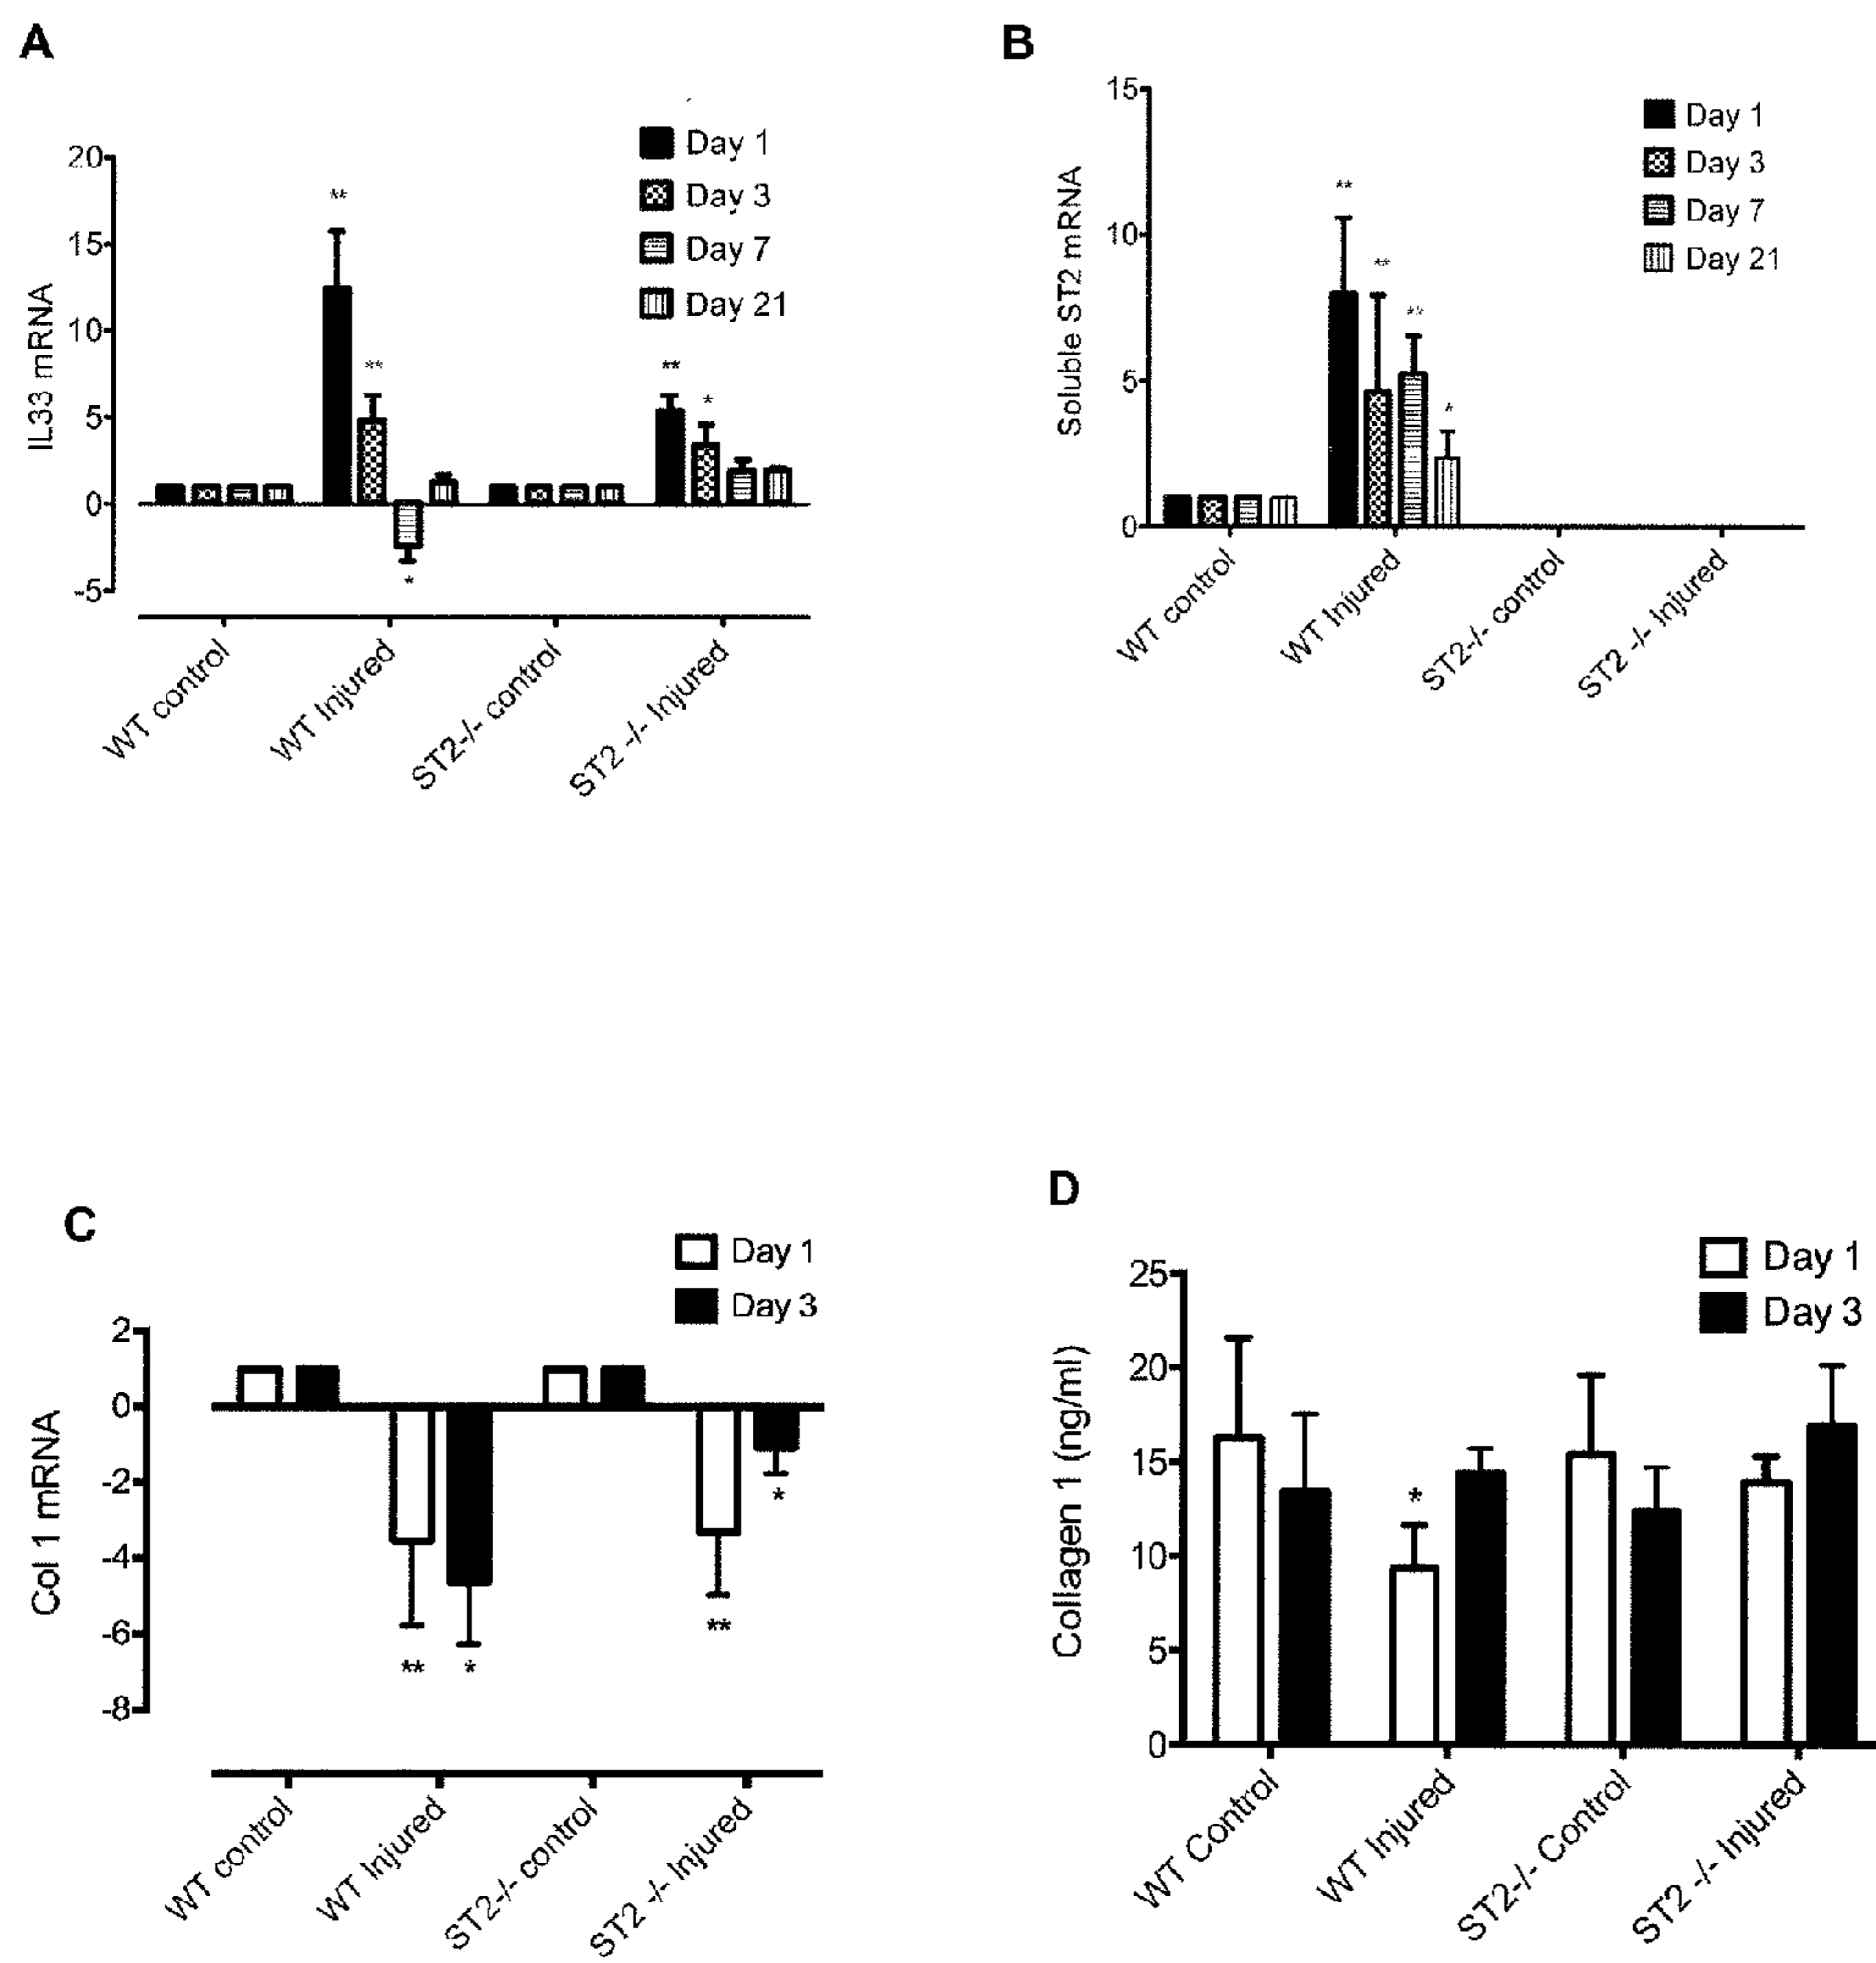 A
IL33 mRNA
20
15
10
5
0
-5
**
**
*
**
*
Day 1
Day 3
Day 7
Day 21
WT control
WT Injured
ST2-/- control
ST2 -/- Injured
B
Soluble ST2 mRNA
15
10
5
0
**
**
**
*
Day 1
Day 3
Day 7
Day 21
WT control
WT Injured
ST2-/- control
ST2 -/- Injured
C
Col 1 mRNA
2
0
-2
-4
-6
-8
**
*
**
*
Day 1
Day 3
WT control
WT Injured
ST2-/- control
ST2 -/- Injured
D
Collagen 1 (ng/ml)
25
20
15
10
5
0
*
Day 1
Day 3
WT Control
WT Injured
ST2-/- Control
ST2 -/- Injured